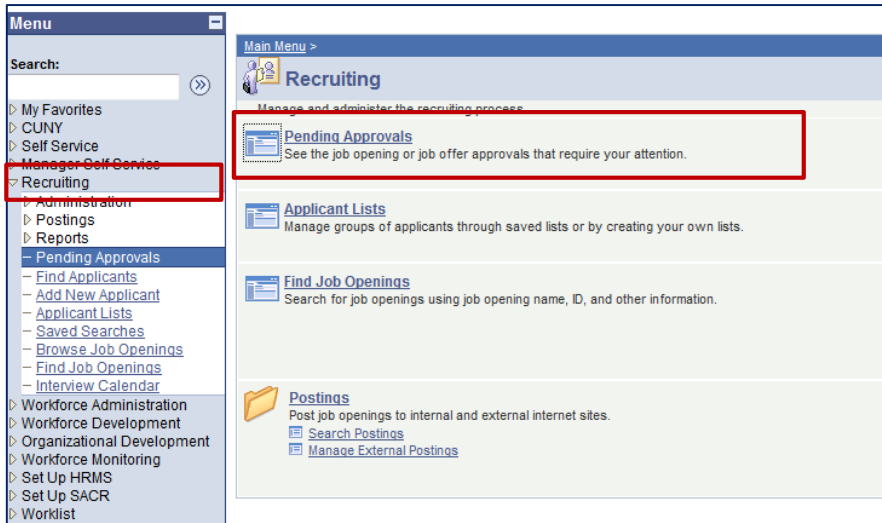 Menu
Search:
My Favorites
CUNY
Self Service
Manager Self Service
Recruiting
Administration
Postings
Reports
Pending Approvals
Find Applicants
Add New Applicant
Applicant Lists
Saved Searches
Browse Job Openings
Find Job Openings
Interview Calendar
Workforce Administration
Workforce Development
Organizational Development
Workforce Monitoring
Set Up HRMS
Set Up SACR
Worklist
Main Menu >
Recruiting
Manage and administer the recruiting process
Pending Approvals
See the job opening or job offer approvals that require your attention.
Applicant Lists
Manage groups of applicants through saved lists or by creating your own lists.
Find Job Openings
Search for job openings using job opening name, ID, and other information.
Postings
Post job openings to internal and external internet sites.
Search Postings
Manage External Postings